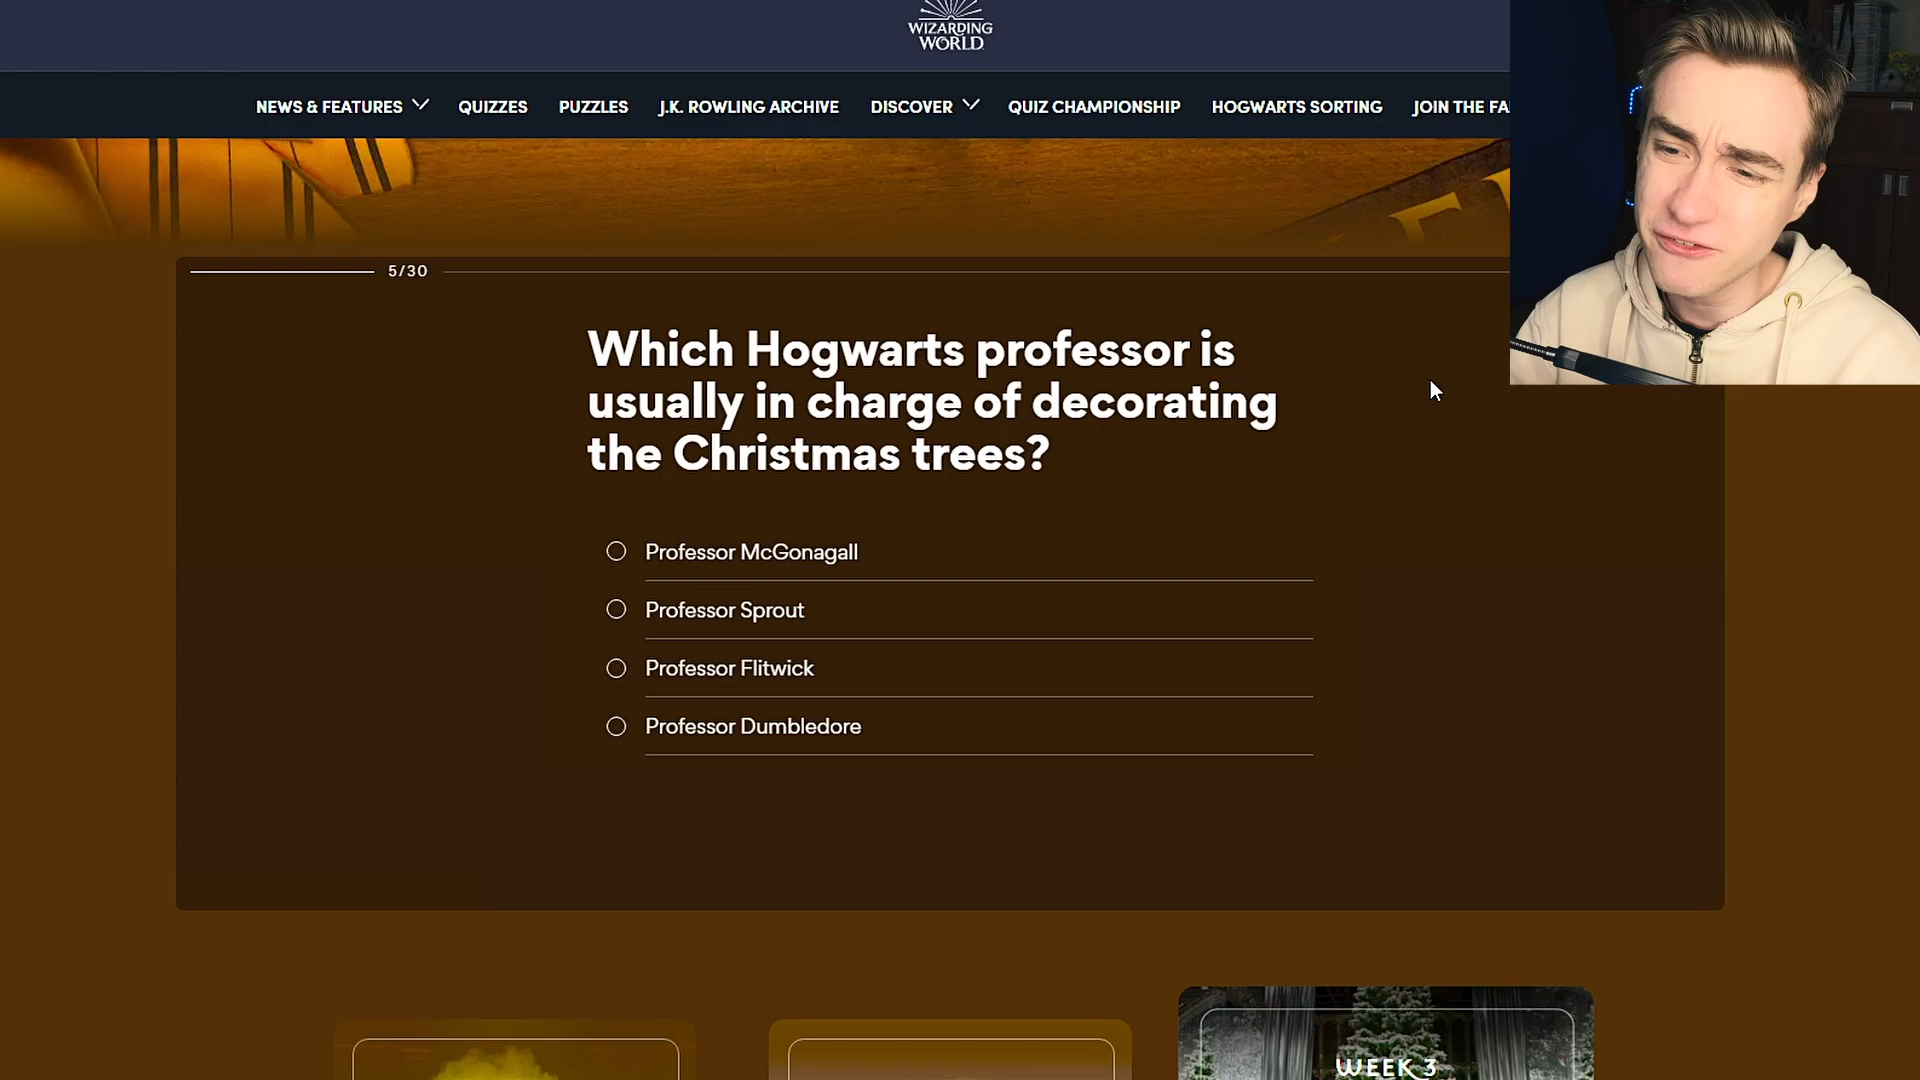 WIZARDING
WORLD
NEWS & FEATURES QUIZZES PUZZLES J.K. ROWLING ARCHIVE DISCOVER QUIZ CHAMPIONSHIP HOGWARTS SORTING JOIN THE FA
5/30
Which Hogwarts professor is
usually in charge of decorating
the Christmas trees?
Professor McGonagall
Professor Sprout
Professor Flitwick
Professor Dumbledore
WEEK 3